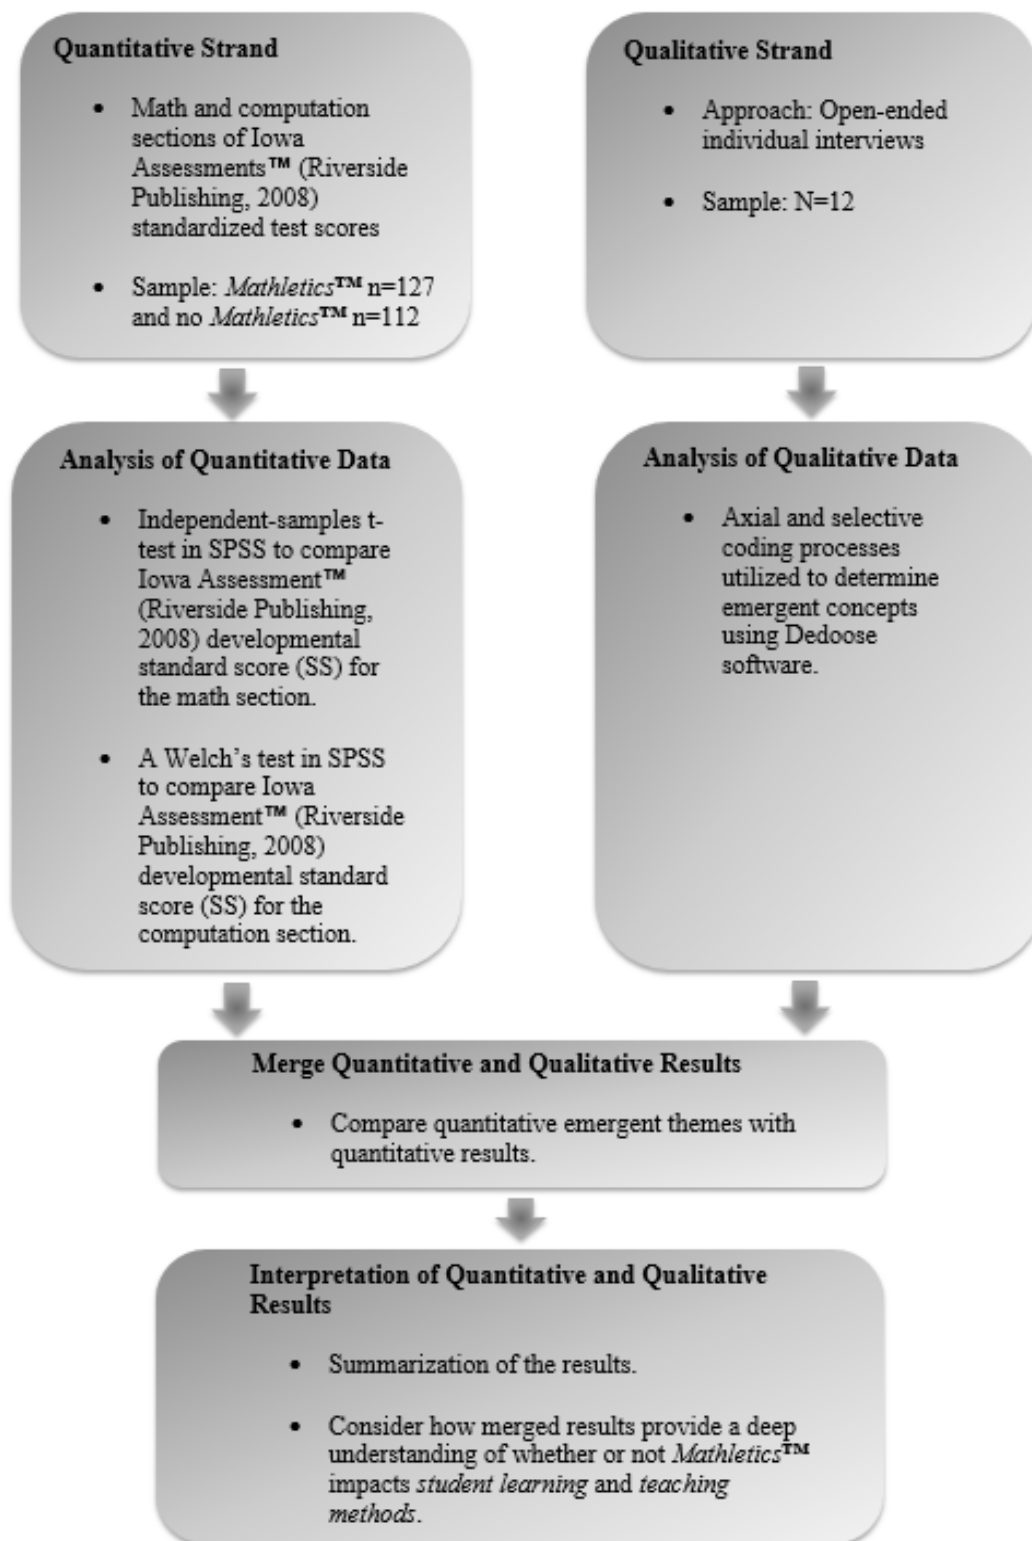 Quantitative Strand
• Math and computation
sections of Iowa
Assessments™ (Riverside
Publishing, 2008)
standardized test scores
• Sample: Mathletics™ n=127
and no Mathletics™ n=112
Qualitative Strand
• Approach: Open-ended
individual interviews
• Sample: N=12
Analysis of Quantitative Data
• Independent-samples t-
test in SPSS to compare
Iowa Assessment™
(Riverside Publishing,
2008) developmental
standard score (SS) for
the math section.
• A Welch’s test in SPSS
to compare Iowa
Assessment™ (Riverside
Publishing, 2008)
developmental standard
score (SS) for the
computation section.
Analysis of Qualitative Data
• Axial and selective
coding processes
utilized to determine
emergent concepts
using Dedoose
software.
Merge Quantitative and Qualitative Results
• Compare quantitative emergent themes with
quantitative results.
Interpretation of Quantitative and Qualitative
Results
• Summarization of the results.
• Consider how merged results provide a deep
understanding of whether or not Mathletics™
impacts student learning and teaching
methods.